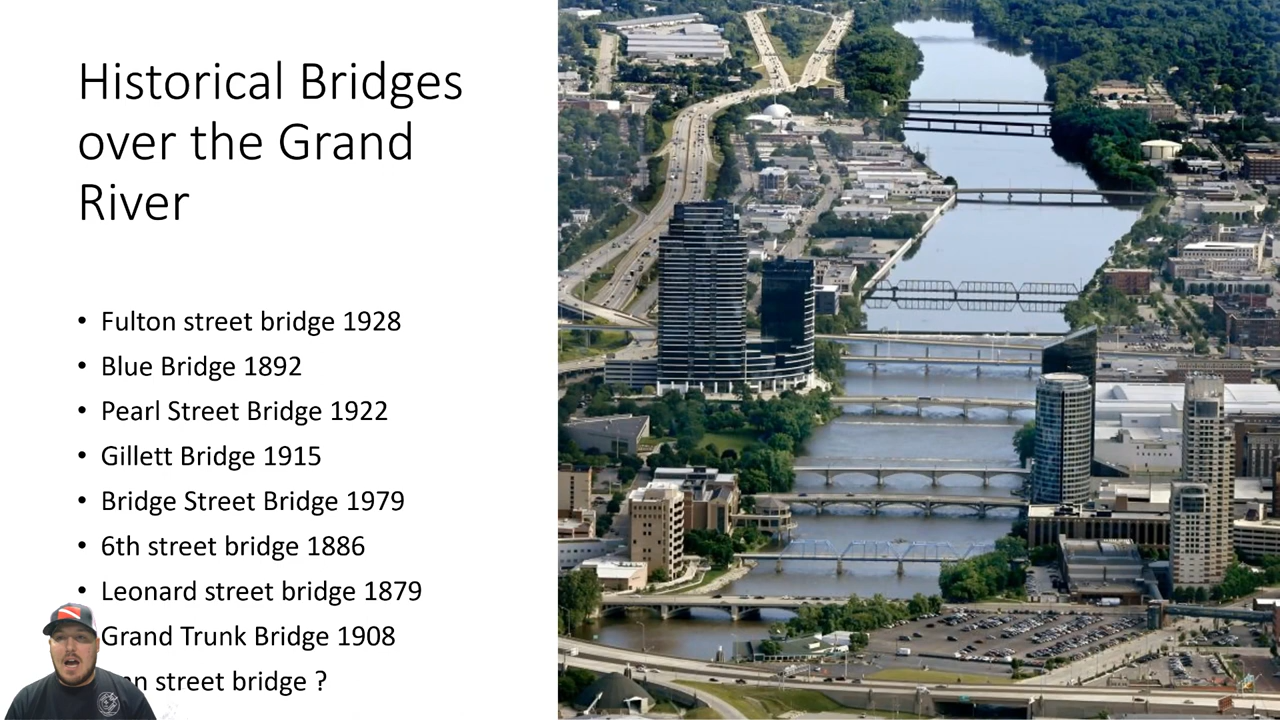 Historical Bridges
over the Grand
River
• Fulton street bridge 1928
• Blue Bridge 1892
• Pearl Street Bridge 1922
• Gillett Bridge 1915
• Bridge Street Bridge 1979
• 6th street bridge 1886
• Leonard street bridge 1879
Grand Trunk Bridge 1908
street bridge ?